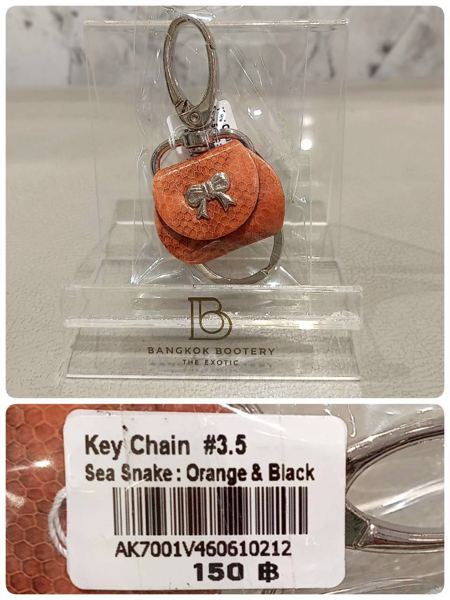 B
BANGKOK BOOTERY
THE EXOTIC
Key Chain #3.5
Sea Snake : Orange & Black
AK7001V460610212
150 ฿